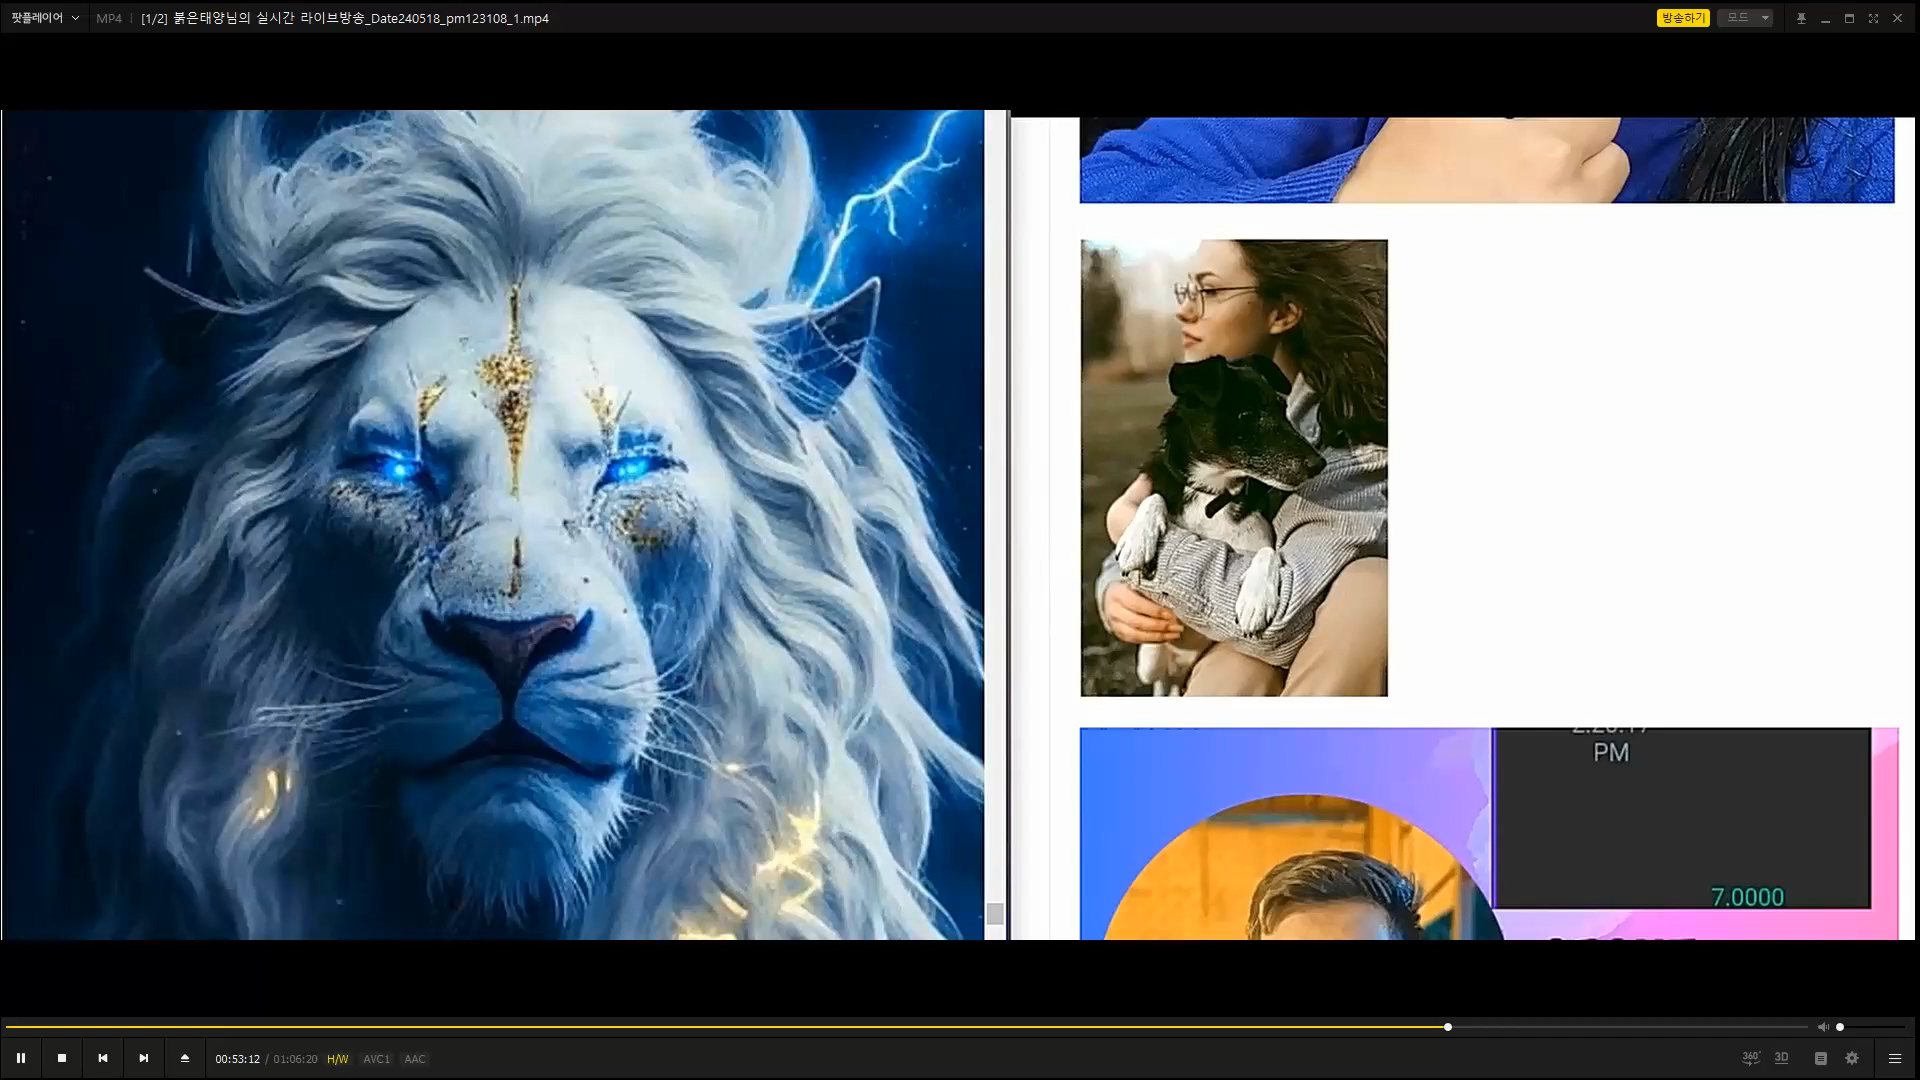 팟플레이어 MP4 [1/2] 붉은태양님의 실시간 라이브방송_Date240518_pm123108_1.mp4 방송하기 모드
PM
7.0000
00:53:12 / 01:06:20 H/W AVC1 AAC 360° 3D